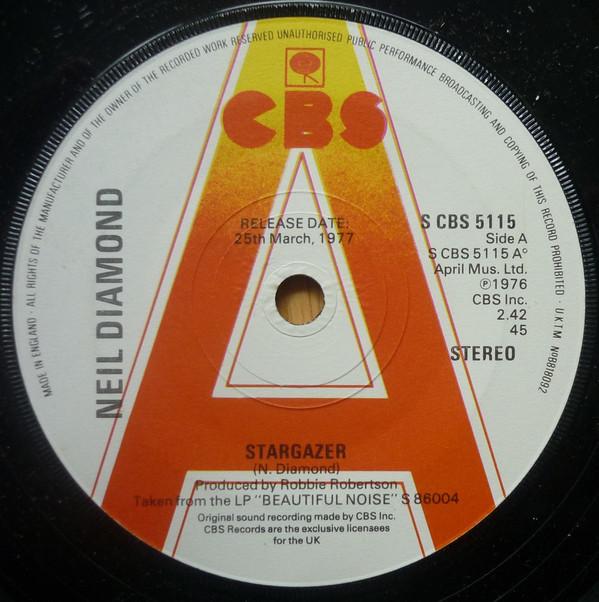 MADE IN ENGLAND · ALL RIGHTS OF THE MANUFACTURER AND OF THE OWNER OF THE RECORDED WORK RESERVED UNAUTHORISED PUBLIC PERFORMANCE BROADCASTING AND COPYING OF THIS RECORD PROHIBITED · U.K.T.M. Nº8818092
CBS
NEIL DIAMOND
RELEASE DATE:
25th March, 1977
S CBS 5115
Side A
S CBS 5115 Aº
April Mus. Ltd.
℗1976
CBS Inc.
2.42
45
STEREO
STARGAZER
(N. Diamond)
Produced by Robbie Robertson
Taken from the LP "BEAUTIFUL NOISE" S 86004
Original sound recording made by CBS Inc.
CBS Records are the exclusive licensees
for the UK